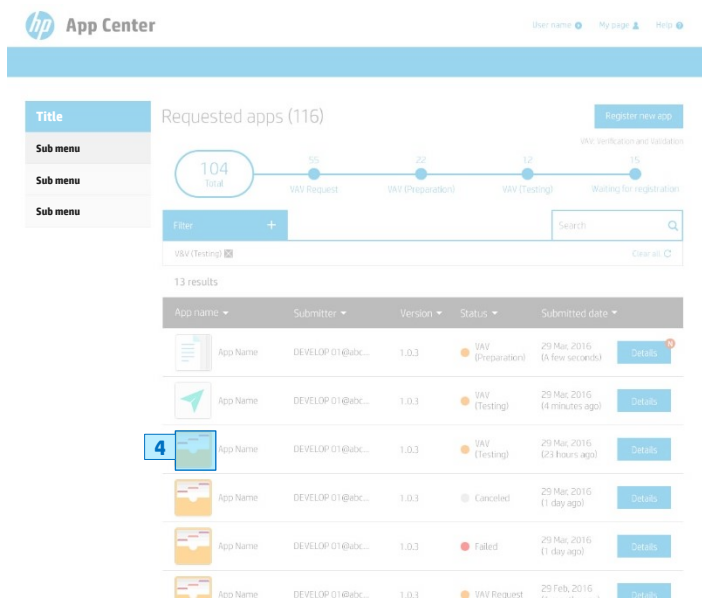 hp App Center
User name My page Help
Title
Sub menu
Sub menu
Sub menu
Requested apps (116)
Register new app
VAV: Verification and Validation
104
Total
55
VAV Request
22
VAV (Preparation)
12
VAV (Testing)
15
Waiting for registration
Filter +
Search
V&V (Testing)
Clear all
13 results
App name Submitter Version Status Submitted date
App Name DEVELOP 01@abc... 1.0.3 VAV (Preparation) 29 Mar, 2016 (A few seconds) Details N
App Name DEVELOP 01@abc... 1.0.3 VAV (Testing) 29 Mar, 2016 (4 minutes ago) Details
4 App Name DEVELOP 01@abc... 1.0.3 VAV (Testing) 29 Mar, 2016 (23 hours ago) Details
App Name DEVELOP 01@abc... 1.0.3 Canceled 29 Mar, 2016 (1 day ago) Details
App Name DEVELOP 01@abc... 1.0.3 Failed 29 Mar, 2016 (1 day ago) Details
App Name DEVELOP 01@abc... 1.0.3 VAV Request 29 Feb, 2016 Details